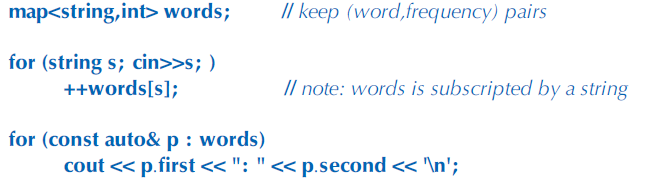 map<string,int> words; // keep (word,frequency) pairs
for (string s; cin>>s; )
++words[s]; // note: words is subscripted by a string
for (const auto& p : words)
cout << p.first << ": " << p.second << '\n';